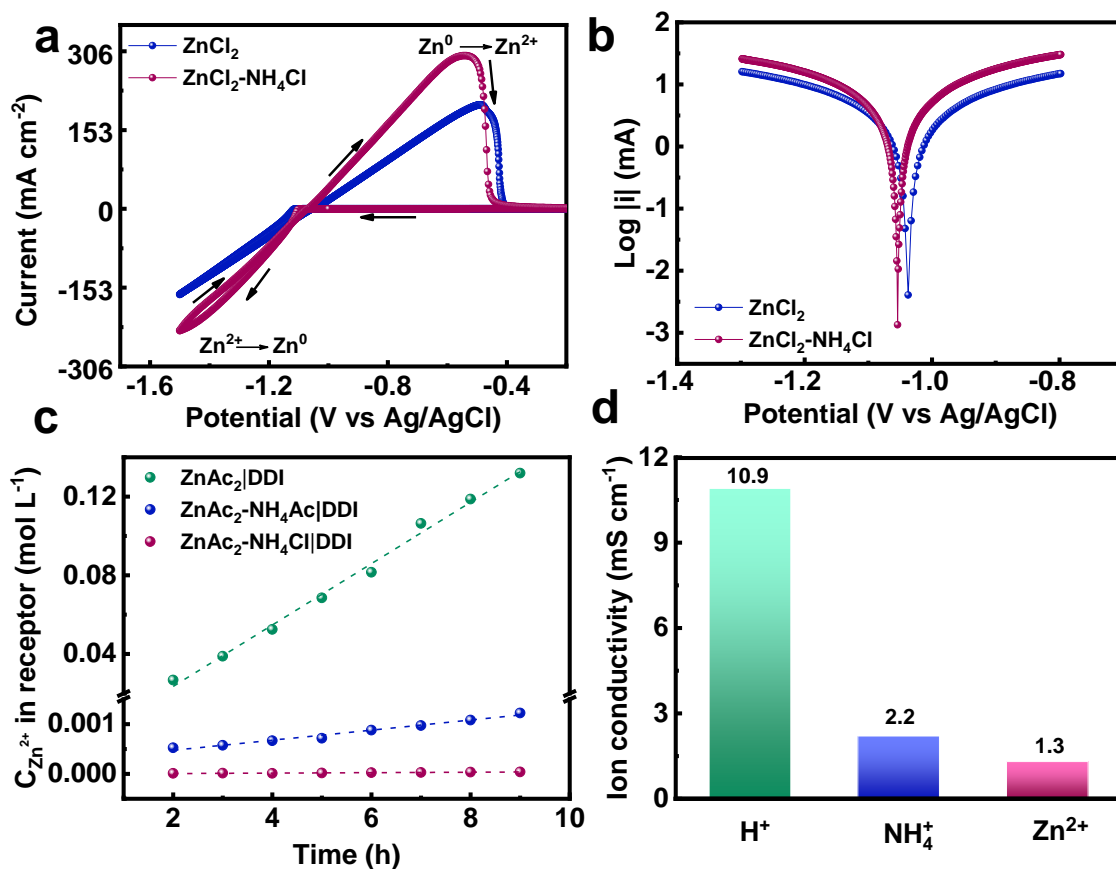 a
ZnCl₂
ZnCl₂-NH₄Cl
Zn⁰ → Zn²⁺
Zn²⁺ → Zn⁰
306
153
0
-153
-306
Current (mA cm⁻²)
-1.6 -1.2 -0.8 -0.4
Potential (V vs Ag/AgCl)
b
ZnCl₂
ZnCl₂-NH₄Cl
2
1
0
-1
-2
-3
Log |i| (mA)
-1.4 -1.2 -1.0 -0.8
Potential (V vs Ag/AgCl)
c
ZnAc₂|DDI
ZnAc₂-NH₄Ac|DDI
ZnAc₂-NH₄Cl|DDI
0.12
0.08
0.04
0.001
0.000
C_Zn²⁺ in receptor (mol L⁻¹)
2 4 6 8 10
Time (h)
d
12
9
6
3
0
Ion conductivity (mS cm⁻¹)
10.9
2.2
1.3
H⁺ NH₄⁺ Zn²⁺